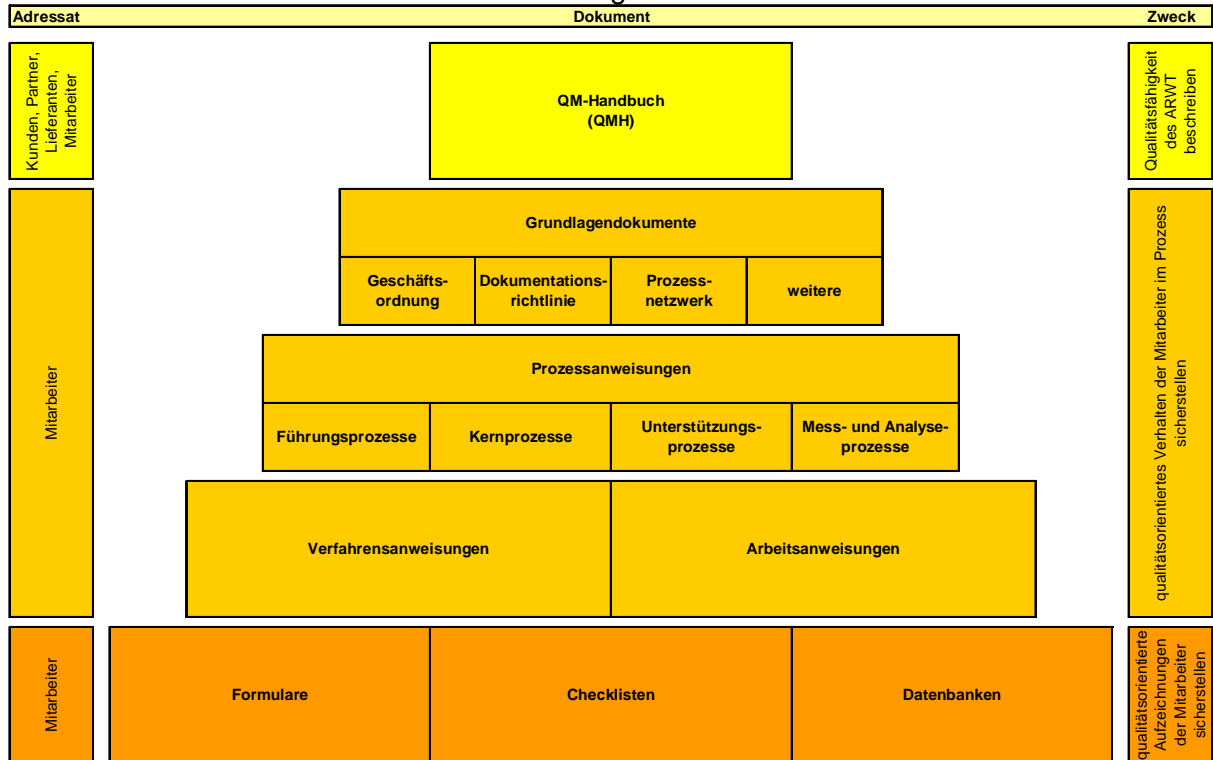 Adressat
Dokument
Zweck
Kunden, Partner,
Lieferanten,
Mitarbeiter
QM-Handbuch
(QMH)
Qualitätsfähigkeit
des ARWT
beschreiben
Mitarbeiter
Grundlagendokumente
Geschäfts-
ordnung
Dokumentations-
richtlinie
Prozess-
netzwerk
weitere
Prozessanweisungen
Führungsprozesse
Kernprozesse
Unterstützungs-
prozesse
Mess- und Analyse-
prozesse
Verfahrensanweisungen
Arbeitsanweisungen
qualitätsorientiertes Verhalten der Mitarbeiter im Prozess
sicherstellen
Mitarbeiter
Formulare
Checklisten
Datenbanken
qualitätsorientierte
Aufzeichnungen
der Mitarbeiter
sicherstellen